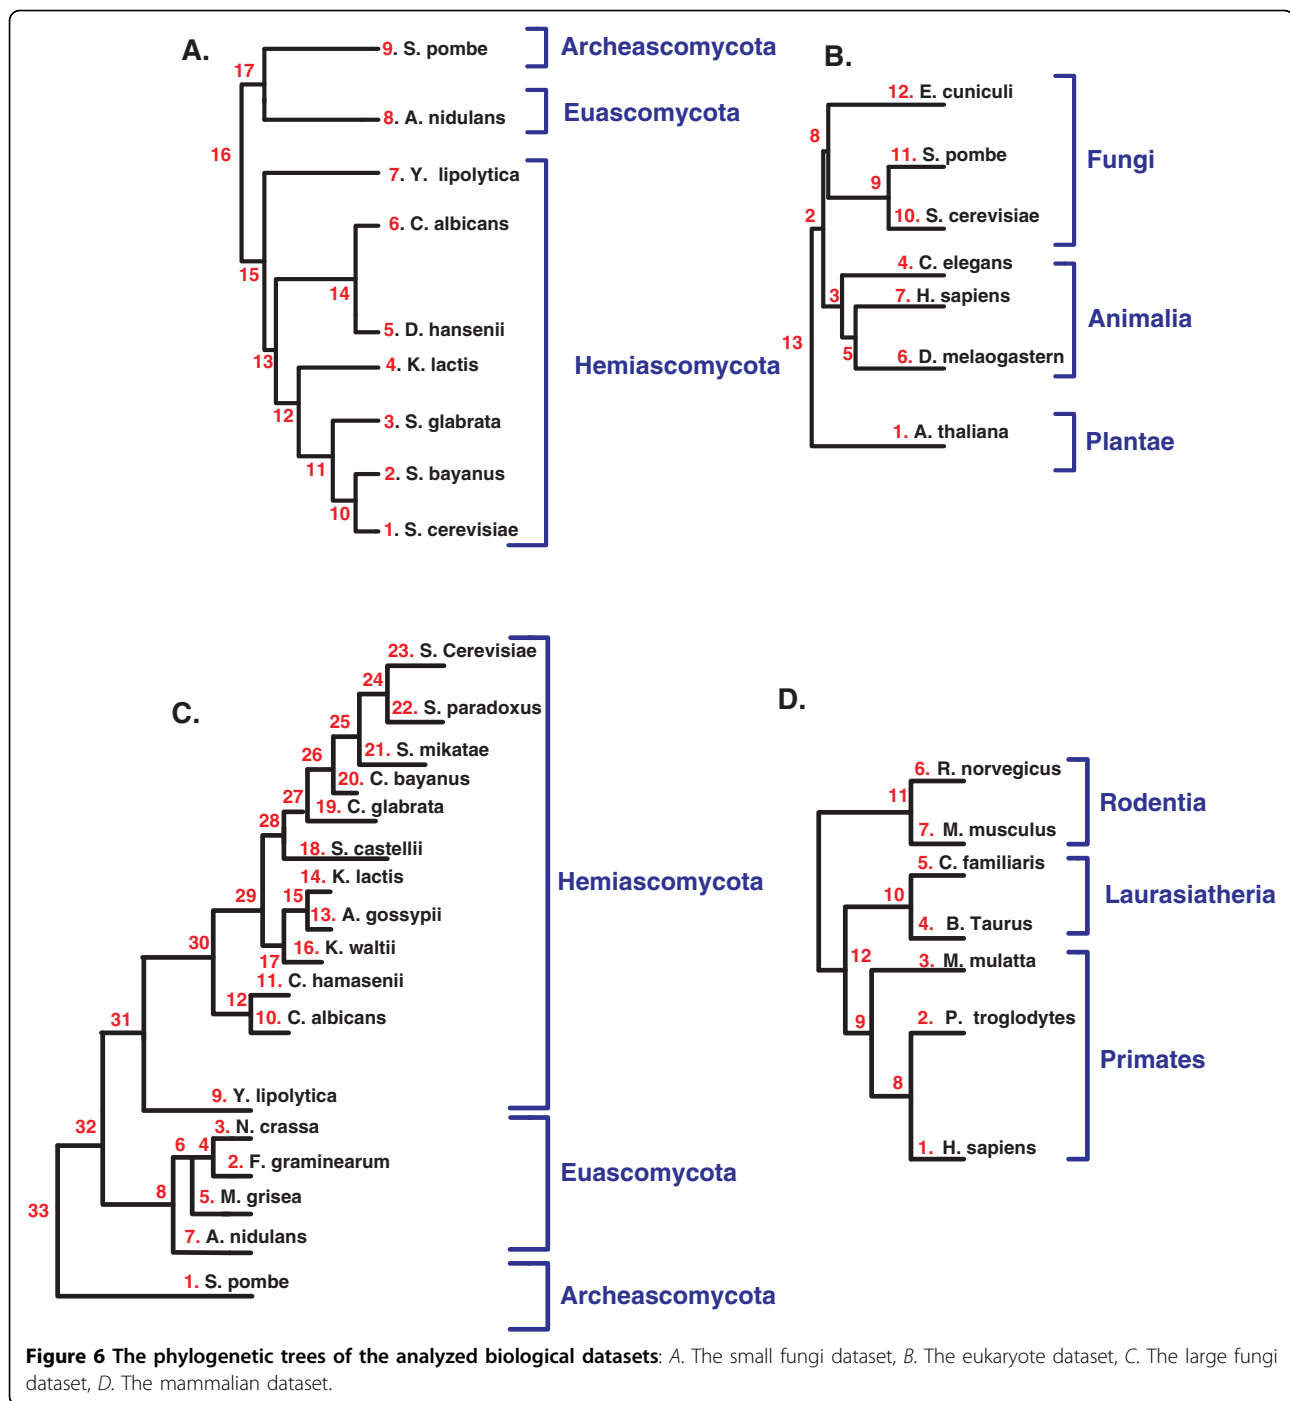 A.
9. S. pombe
Archeascomycota
17
8. A. nidulans
Euascomycota
16
7. Y. lipolytica
6. C. albicans
15
14
5. D. hansenii
13
4. K. lactis
Hemiascomycota
12
3. S. glabrata
11
2. S. bayanus
10
1. S. cerevisiae
B.
12. E. cuniculi
8
11. S. pombe
Fungi
9
10. S. cerevisiae
2
4. C. elegans
3
7. H. sapiens
Animalia
13
5
6. D. melaogastern
1. A. thaliana
Plantae
C.
23. S. Cerevisiae
24
22. S. paradoxus
25
21. S. mikatae
26
20. C. bayanus
27
19. C. glabrata
28
18. S. castellii
14. K. lactis
Hemiascomycota
29
15
13. A. gossypii
30
16. K. waltii
17
11. C. hamasenii
12
10. C. albicans
31
9. Y. lipolytica
32
3. N. crassa
6
4
2. F. graminearum
Euascomycota
8
5. M. grisea
33
7. A. nidulans
1. S. pombe
Archeascomycota
D.
6. R. norvegicus
11
Rodentia
7. M. musculus
5. C. familiaris
10
Laurasiatheria
4. B. Taurus
12
3. M. mulatta
9
2. P. troglodytes
Primates
8
1. H. sapiens
Figure 6 The phylogenetic trees of the analyzed biological datasets: A. The small fungi dataset, B. The eukaryote dataset, C. The large fungi
dataset, D. The mammalian dataset.